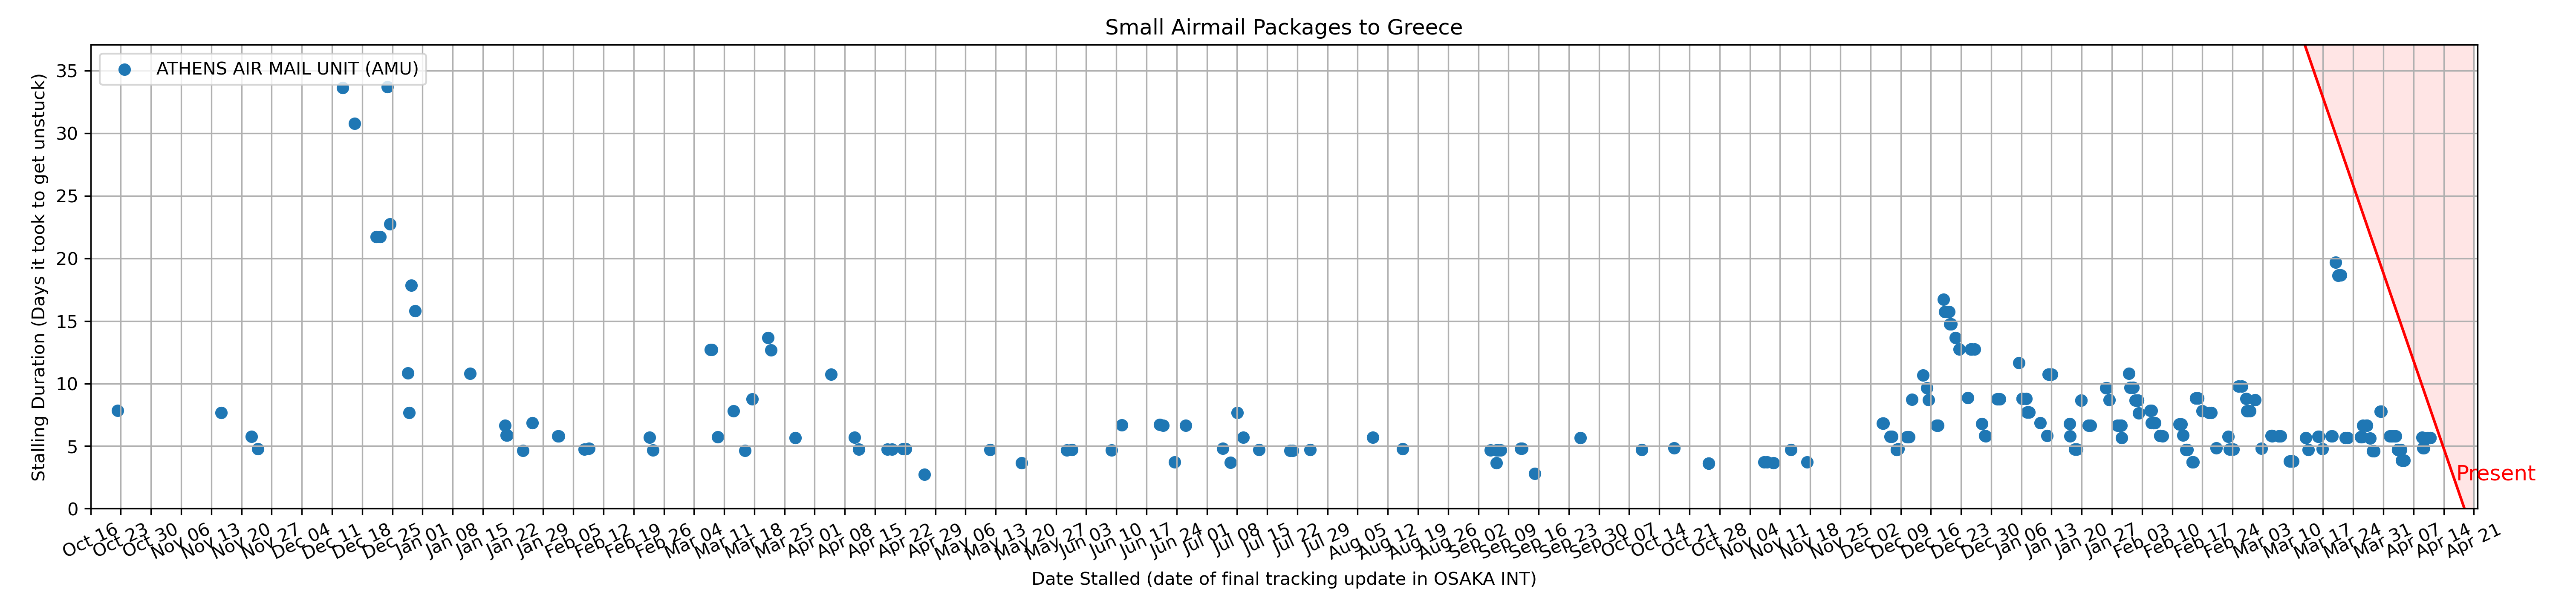 Small Airmail Packages to Greece
ATHENS AIR MAIL UNIT (AMU)
Stalling Duration (Days it took to get unstuck)
35
30
25
20
15
10
5
0
Present
Oct 16
Oct 23
Oct 30
Nov 06
Nov 13
Nov 20
Nov 27
Dec 04
Dec 11
Dec 18
Dec 25
Jan 01
Jan 08
Jan 15
Jan 22
Jan 29
Feb 05
Feb 12
Feb 19
Feb 26
Mar 04
Mar 11
Mar 18
Mar 25
Apr 01
Apr 08
Apr 15
Apr 22
Apr 29
May 06
May 13
May 20
May 27
Jun 03
Jun 10
Jun 17
Jun 24
Jul 01
Jul 08
Jul 15
Jul 22
Jul 29
Aug 05
Aug 12
Aug 19
Aug 26
Sep 02
Sep 09
Sep 16
Sep 23
Sep 30
Oct 07
Oct 14
Oct 21
Oct 28
Nov 04
Nov 11
Nov 18
Nov 25
Dec 02
Dec 09
Dec 16
Dec 23
Dec 30
Jan 06
Jan 13
Jan 20
Jan 27
Feb 03
Feb 10
Feb 17
Feb 24
Mar 03
Mar 10
Mar 17
Mar 24
Mar 31
Apr 07
Apr 14
Apr 21
Date Stalled (date of final tracking update in OSAKA INT)